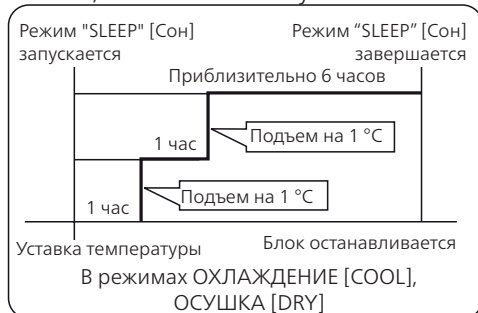 Режим "SLEEP" [Сон]
запускается
Режим “SLEEP” [Сон]
завершается
Приблизительно 6 часов
1 час
Подъем на 1 °C
1 час
Подъем на 1 °C
Уставка температуры
Блок останавливается
В режимах ОХЛАЖДЕНИЕ [COOL],
ОСУШКА [DRY]